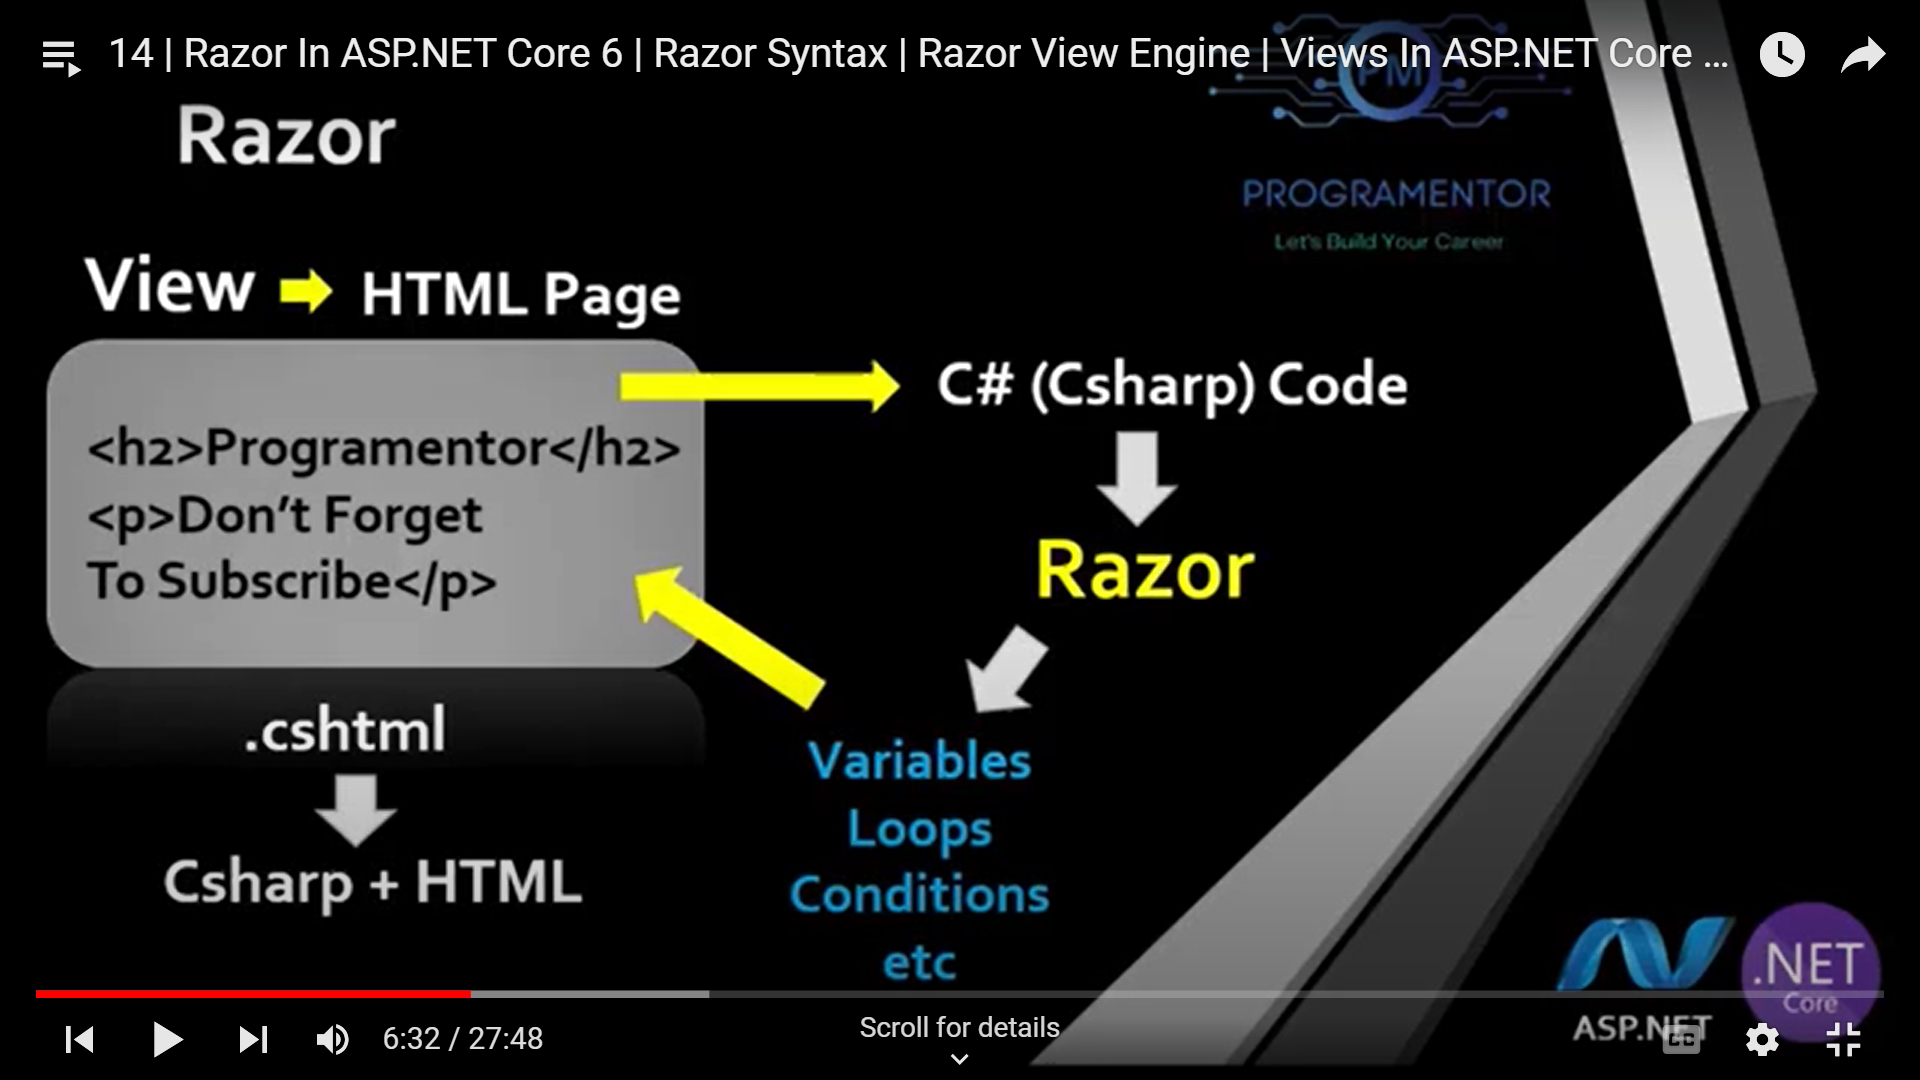 14 | Razor In ASP.NET Core 6 | Razor Syntax | Razor View Engine | Views In ASP.NET Core ...
PM
PROGRAMENTOR
Let's Build Your Career
Razor
View
HTML Page
C# (Csharp) Code
<h2>Programentor</h2>
<p>Don't Forget
To Subscribe</p>
Razor
.cshtml
Csharp + HTML
Variables
Loops
Conditions
etc
.NET
Core
ASP.NET
6:32 / 27:48
Scroll for details
CC